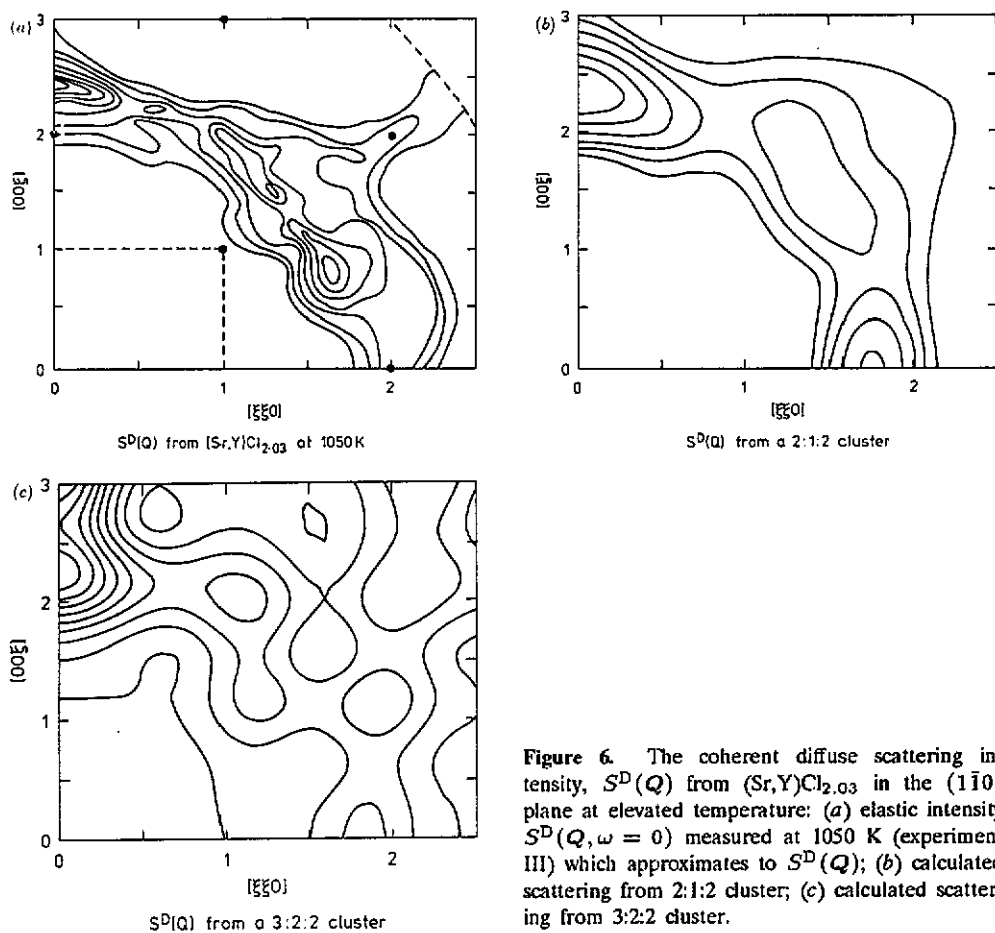 (a)
3
2
1
0
[00ξ]
0
1
2
[ξξ0]
S^D(Q) from (Sr,Y)Cl_2·03 at 1050K
(b)
3
2
1
0
[00ξ]
0
1
2
[ξξ0]
S^D(Q) from a 2:1:2 cluster
(c)
3
2
1
0
[00ξ]
0
1
2
[ξξ0]
S^D(Q) from a 3:2:2 cluster
Figure 6. The coherent diffuse scattering in
tensity, S^D(Q) from (Sr,Y)Cl_2.03 in the (11̄0
plane at elevated temperature: (a) elastic intensit
S^D(Q, ω = 0) measured at 1050 K (experimen
III) which approximates to S^D(Q); (b) calculate
scattering from 2:1:2 cluster; (c) calculated scatter
ing from 3:2:2 cluster.